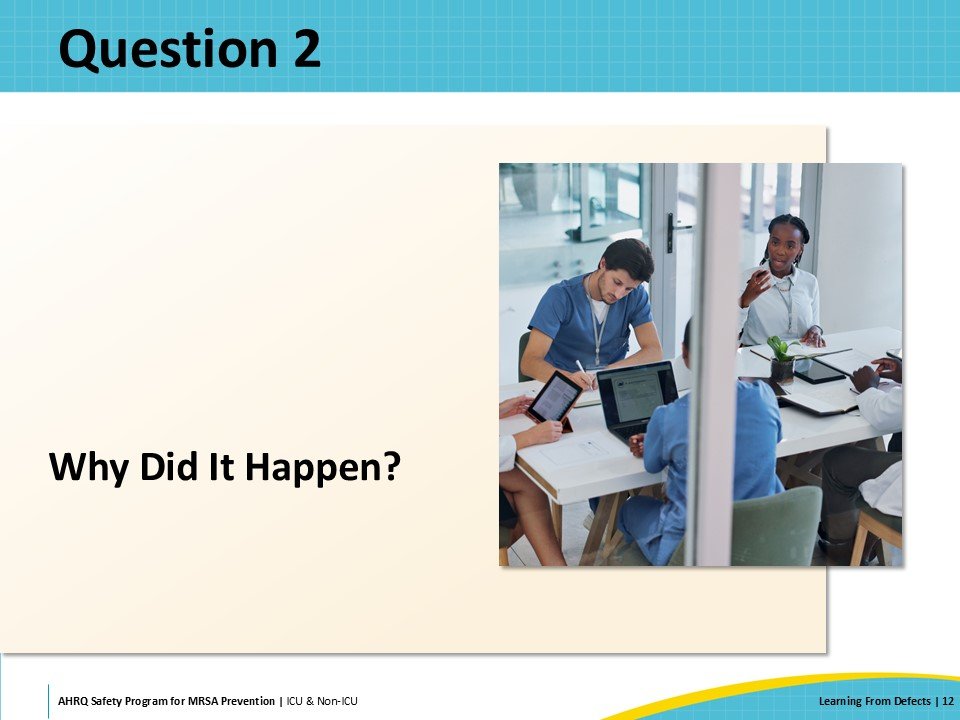 Question 2
Why Did It Happen?
AHRQ Safety Program for MRSA Prevention | ICU & Non-ICU
Learning From Defects | 12